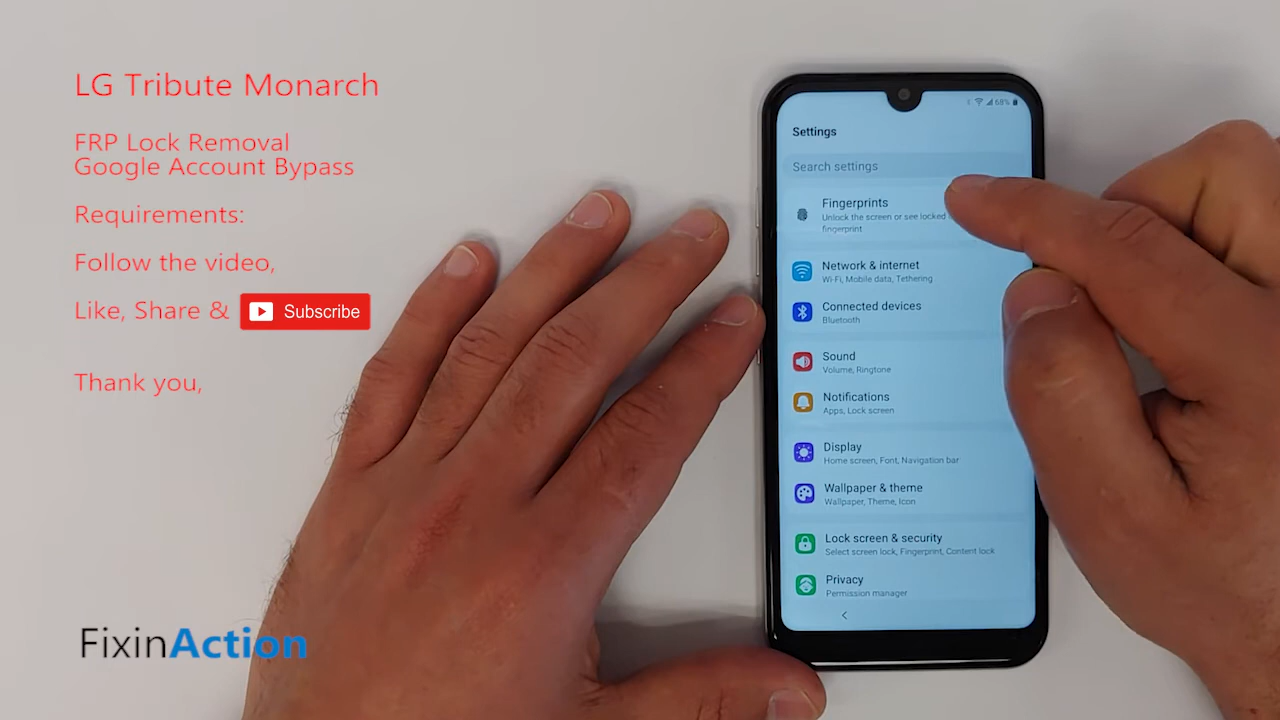 LG Tribute Monarch
FRP Lock Removal
Google Account Bypass
Requirements:
Follow the video,
Like, Share & Subscribe
Thank you,
FixinAction
68%
Settings
Search settings
Fingerprints
Unlock the screen or see locked
fingerprint
Network & internet
Wi-Fi, Mobile data, Tethering
Connected devices
Bluetooth
Sound
Volume, Ringtone
Notifications
Apps, Lock screen
Display
Home screen, Font, Navigation bar
Wallpaper & theme
Wallpaper, Theme, Icon
Lock screen & security
Select screen lock, Fingerprint, Content lock
Privacy
Permission manager